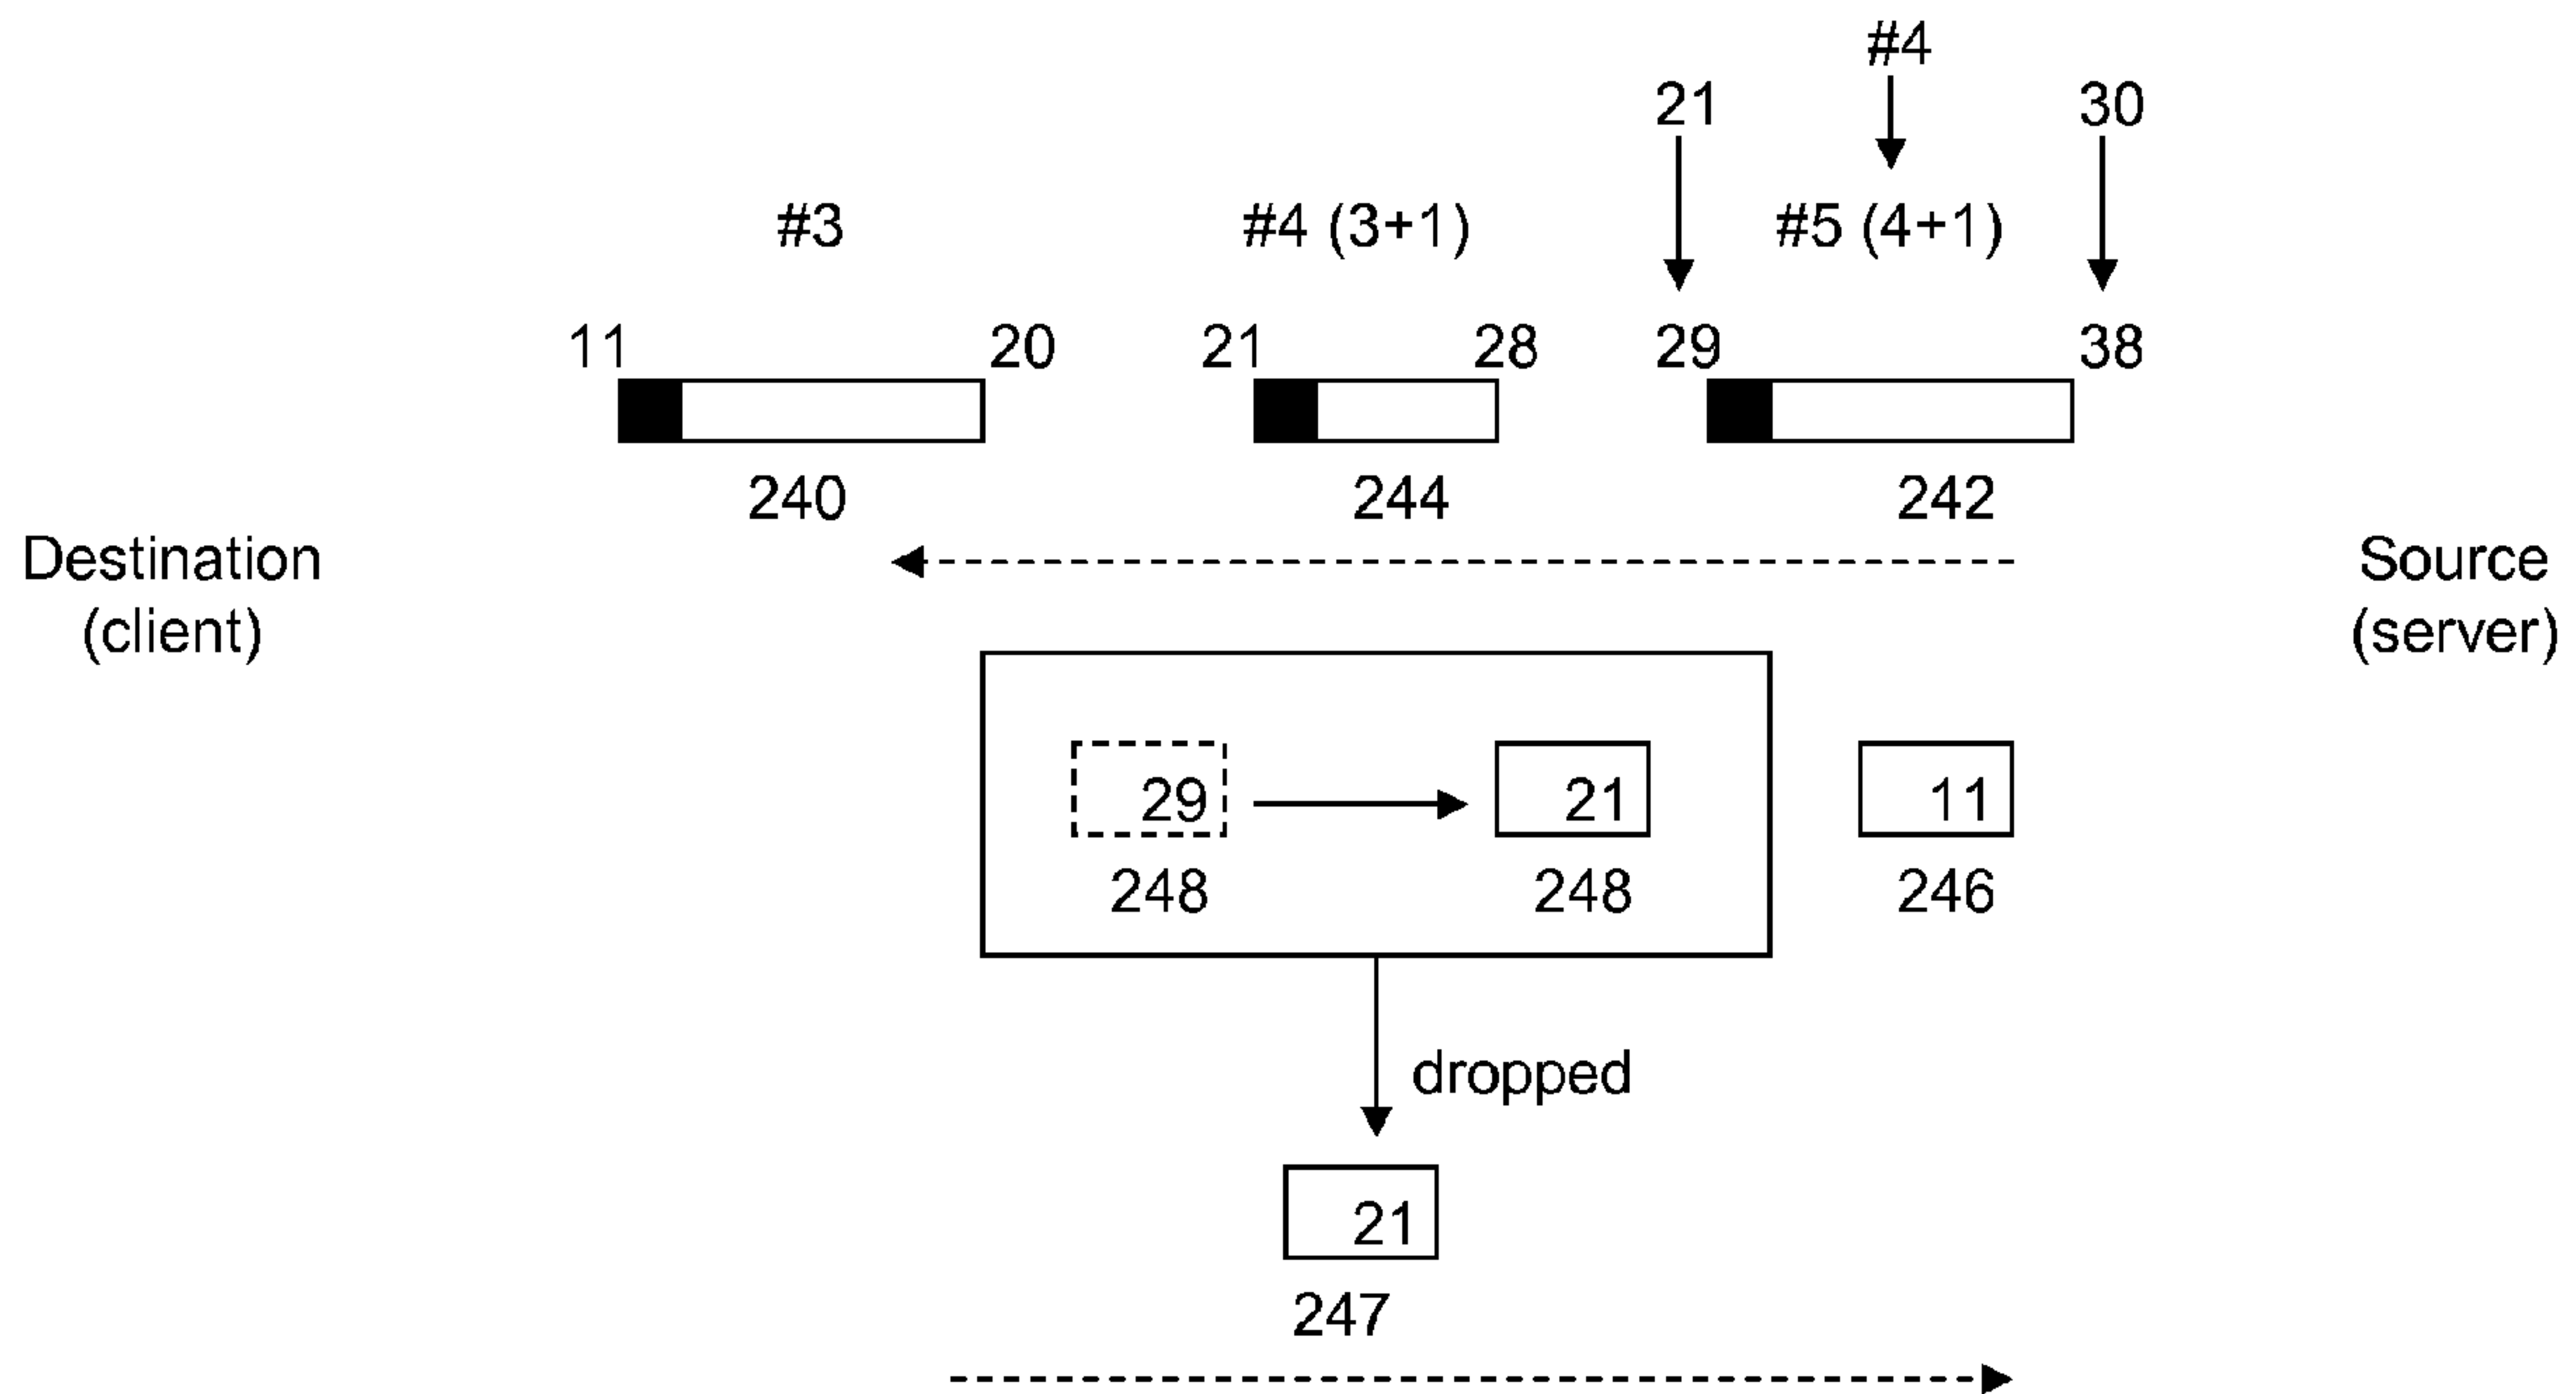 #4
21 30
#3 #4 (3+1) #5 (4+1)
11 20 21 28 29 38
240 244 242
Destination
(client)
Source
(server)
29 21 11
248 248 246
dropped
21
247